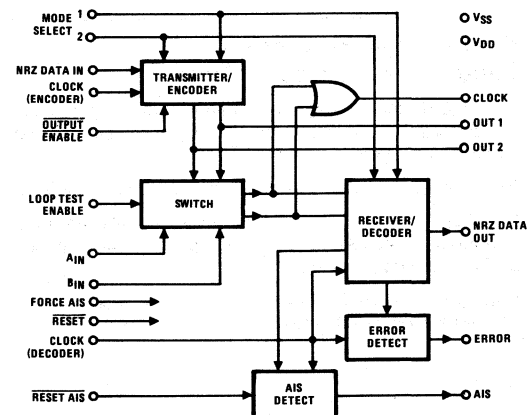 MODE 1
SELECT 2
NRZ DATA IN
CLOCK
(ENCODER)
OUTPUT
ENABLE
TRANSMITTER/
ENCODER
VSS
VDD
CLOCK
OUT 1
OUT 2
LOOP TEST
ENABLE
SWITCH
RECEIVER/
DECODER
NRZ DATA
OUT
AIN
BIN
FORCE AIS
RESET
CLOCK
(DECODER)
ERROR
DETECT
ERROR
RESET AIS
AIS
DETECT
AIS